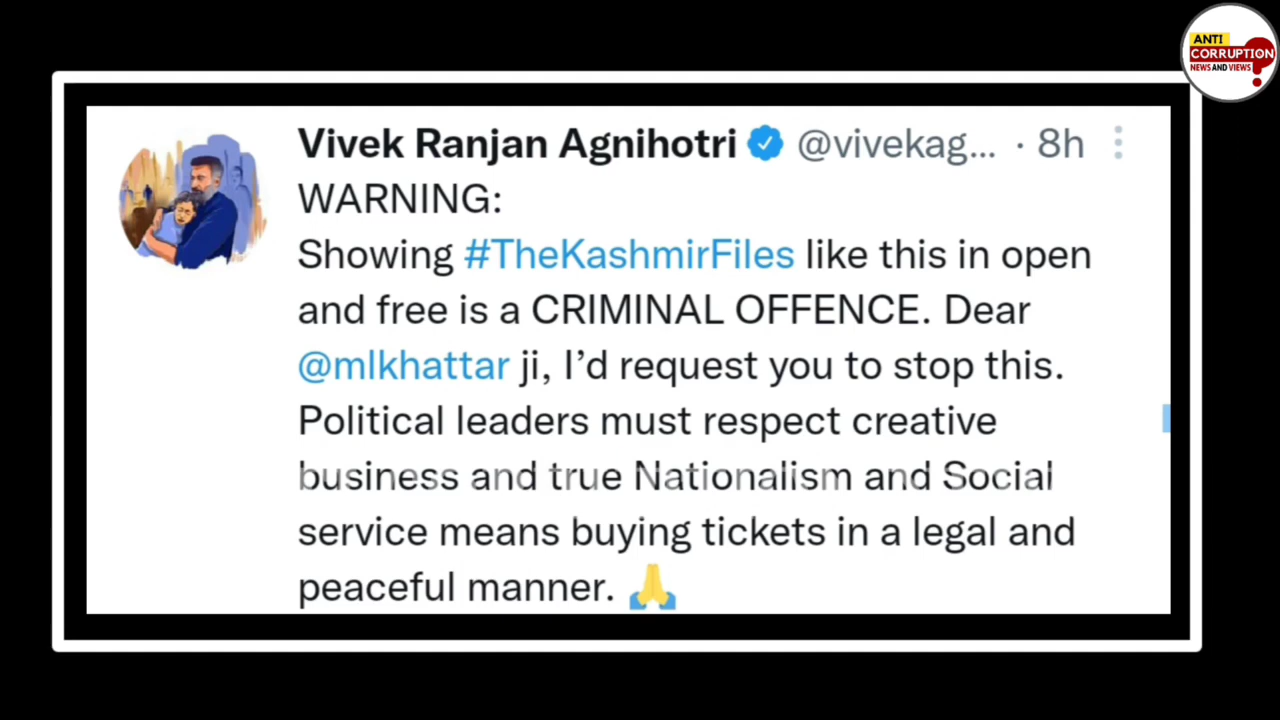 ANTI
CORRUPTION
NEWS AND VIEWS
Vivek Ranjan Agnihotri @vivekag... · 8h
WARNING:
Showing #TheKashmirFiles like this in open
and free is a CRIMINAL OFFENCE. Dear
@mlkhattar ji, I’d request you to stop this.
Political leaders must respect creative
business and true Nationalism and Social
service means buying tickets in a legal and
peaceful manner. 🙏